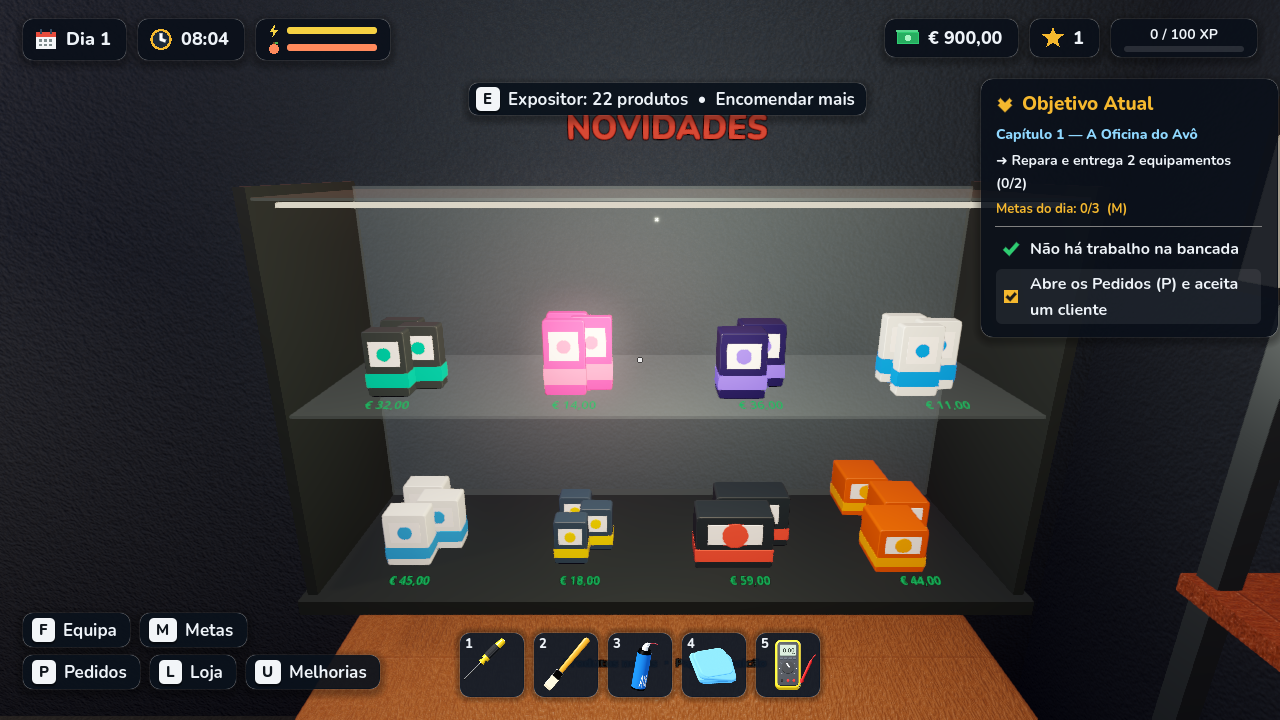 Dia 1
08:04
€ 900,00
1
0 / 100 XP
E Expositor: 22 produtos • Encomendar mais
NOVIDADES
Objetivo Atual
Capítulo 1 — A Oficina do Avô
→ Repara e entrega 2 equipamentos
(0/2)
Metas do dia: 0/3 (M)
Não há trabalho na bancada
Abre os Pedidos (P) e aceita
um cliente
€ 32,00
€ 11,00
€ 45,00
€ 18,00
€ 59,00
€ 44,00
F Equipa
M Metas
P Pedidos
L Loja
U Melhorias
1
2
3
4
5
0.00